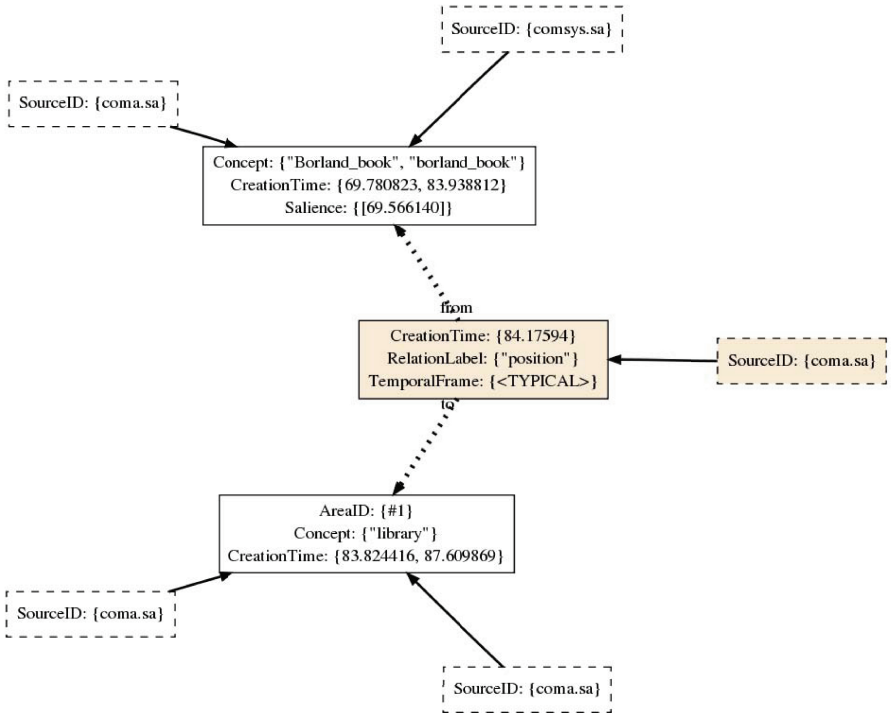 SourceID: {comsys.sa}
SourceID: {coma.sa}
Concept: {"Borland_book", "borland_book"}
CreationTime: {69.780823, 83.938812}
Salience: {[69.566140]}
from
CreationTime: {84.17594}
RelationLabel: {"position"}
TemporalFrame: {<TYPICAL>}
SourceID: {coma.sa}
to
AreaID: {#1}
Concept: {"library"}
CreationTime: {83.824416, 87.609869}
SourceID: {coma.sa}
SourceID: {coma.sa}